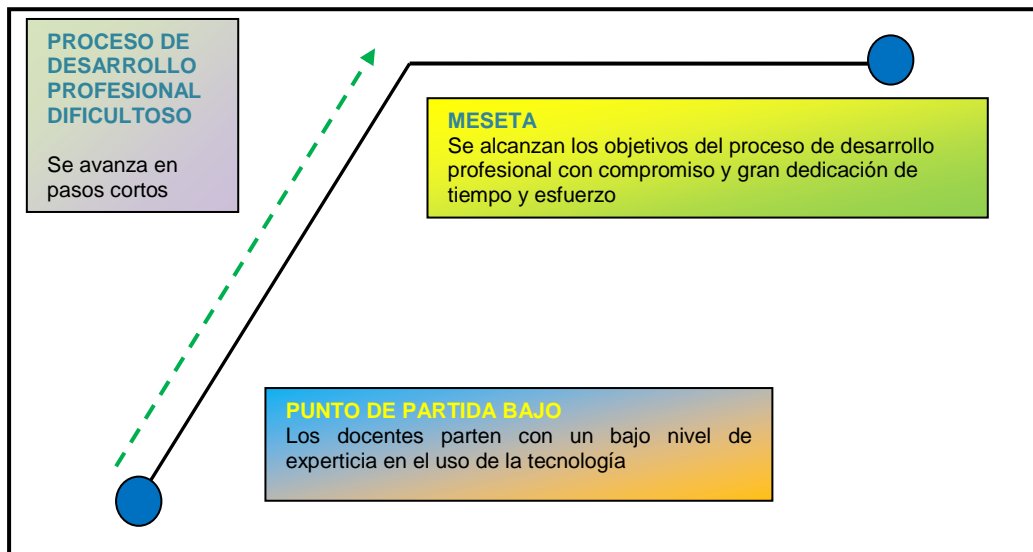 PROCESO DE
DESARROLLO
PROFESIONAL
DIFICULTOSO
Se avanza en
pasos cortos
MESETA
Se alcanzan los objetivos del proceso de desarrollo
profesional con compromiso y gran dedicación de
tiempo y esfuerzo
PUNTO DE PARTIDA BAJO
Los docentes parten con un bajo nivel de
experticia en el uso de la tecnología